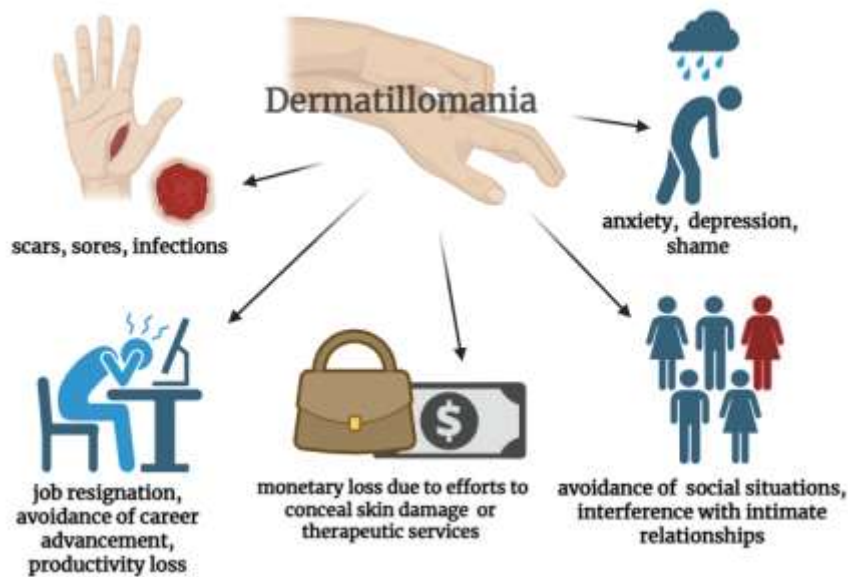 Dermatillomania
scars, sores, infections
anxiety, depression,
shame
job resignation,
avoidance of career
advancement,
productivity loss
$
monetary loss due to efforts to
conceal skin damage or
therapeutic services
avoidance of social situations,
interference with intimate
relationships